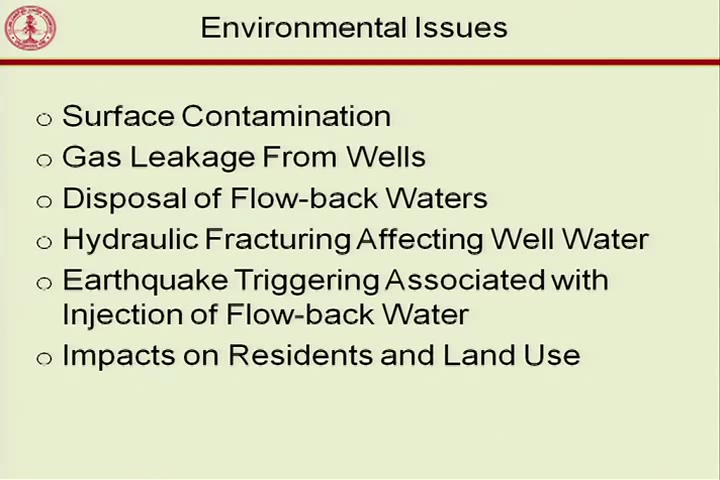 Environmental Issues
o Surface Contamination
o Gas Leakage From Wells
o Disposal of Flow-back Waters
o Hydraulic Fracturing Affecting Well Water
o Earthquake Triggering Associated with
Injection of Flow-back Water
o Impacts on Residents and Land Use